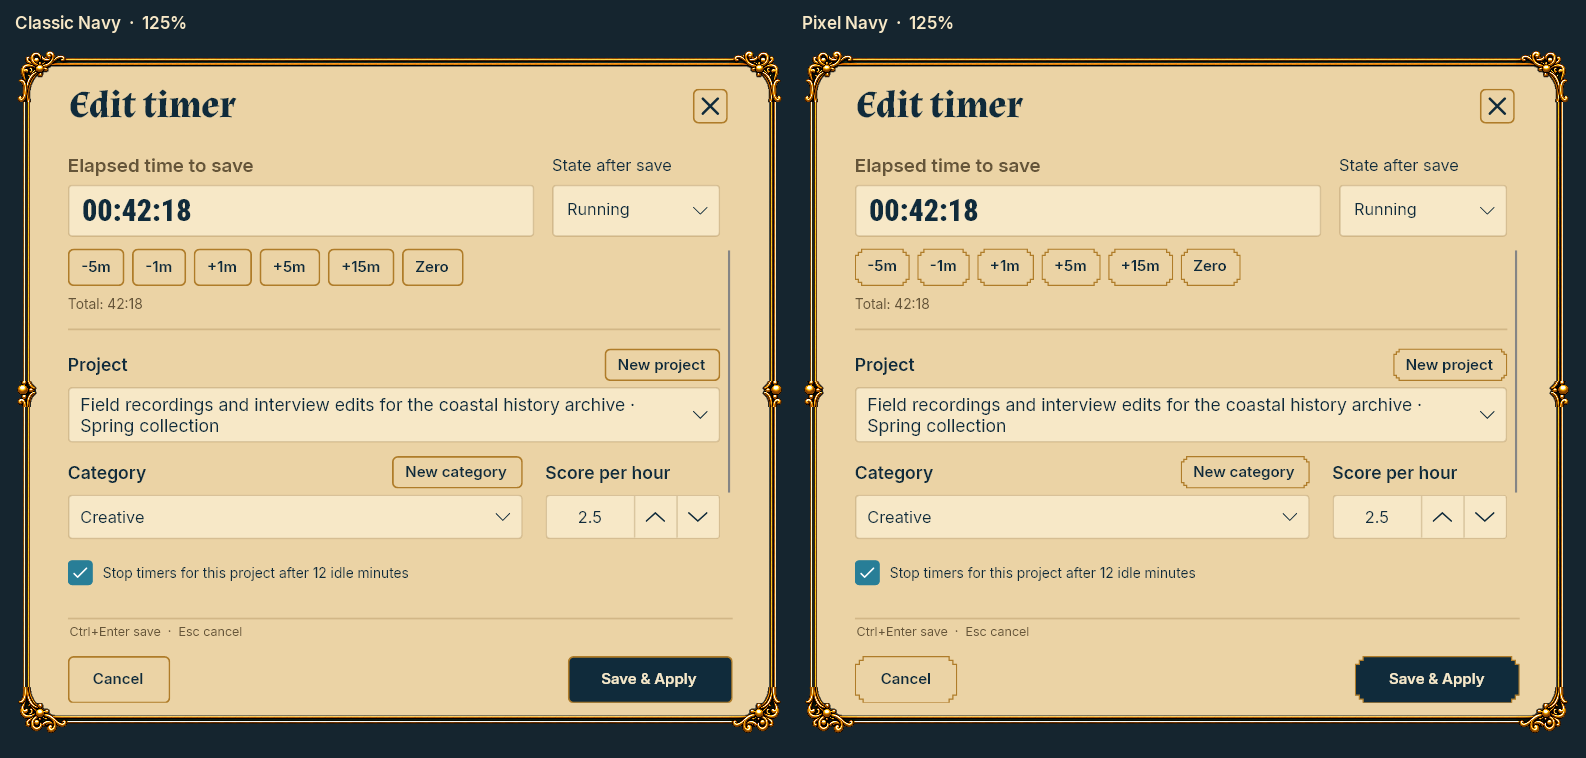 Classic Navy · 125%
Edit timer
Elapsed time to save
State after save
00:42:18
Running
-5m
-1m
+1m
+5m
+15m
Zero
Total: 42:18
Project
New project
Field recordings and interview edits for the coastal history archive ·
Spring collection
Category
New category
Score per hour
Creative
2.5
Stop timers for this project after 12 idle minutes
Ctrl+Enter save · Esc cancel
Cancel
Save & Apply
Pixel Navy · 125%
Edit timer
Elapsed time to save
State after save
00:42:18
Running
-5m
-1m
+1m
+5m
+15m
Zero
Total: 42:18
Project
New project
Field recordings and interview edits for the coastal history archive ·
Spring collection
Category
New category
Score per hour
Creative
2.5
Stop timers for this project after 12 idle minutes
Ctrl+Enter save · Esc cancel
Cancel
Save & Apply